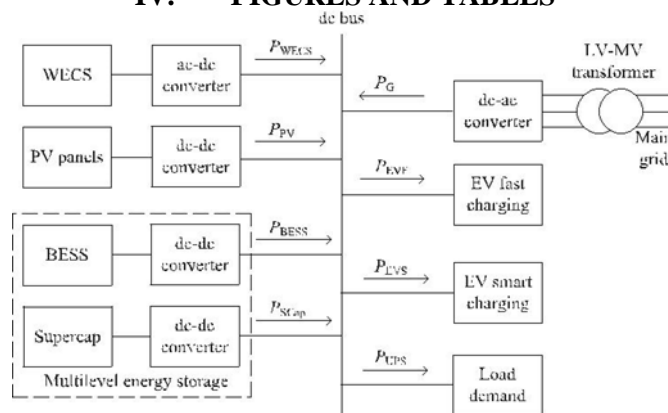 IV. FIGURES AND TABLES
dc bus
WECS
ac-dc
converter
P_WECS
P_G
dc-ac
converter
LV-MV
transformer
Main
grid
PV panels
dc-dc
converter
P_PV
P_EVF
EV fast
charging
BESS
dc-dc
converter
P_BESS
P_EVS
EV smart
charging
Supercap
dc-dc
converter
P_SCap
Multilevel energy storage
P_UPS
Load
demand